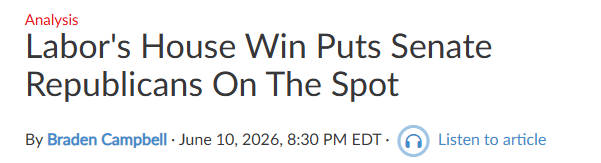 Analysis
Labor's House Win Puts Senate
Republicans On The Spot
By Braden Campbell · June 10, 2026, 8:30 PM EDT · Listen to article